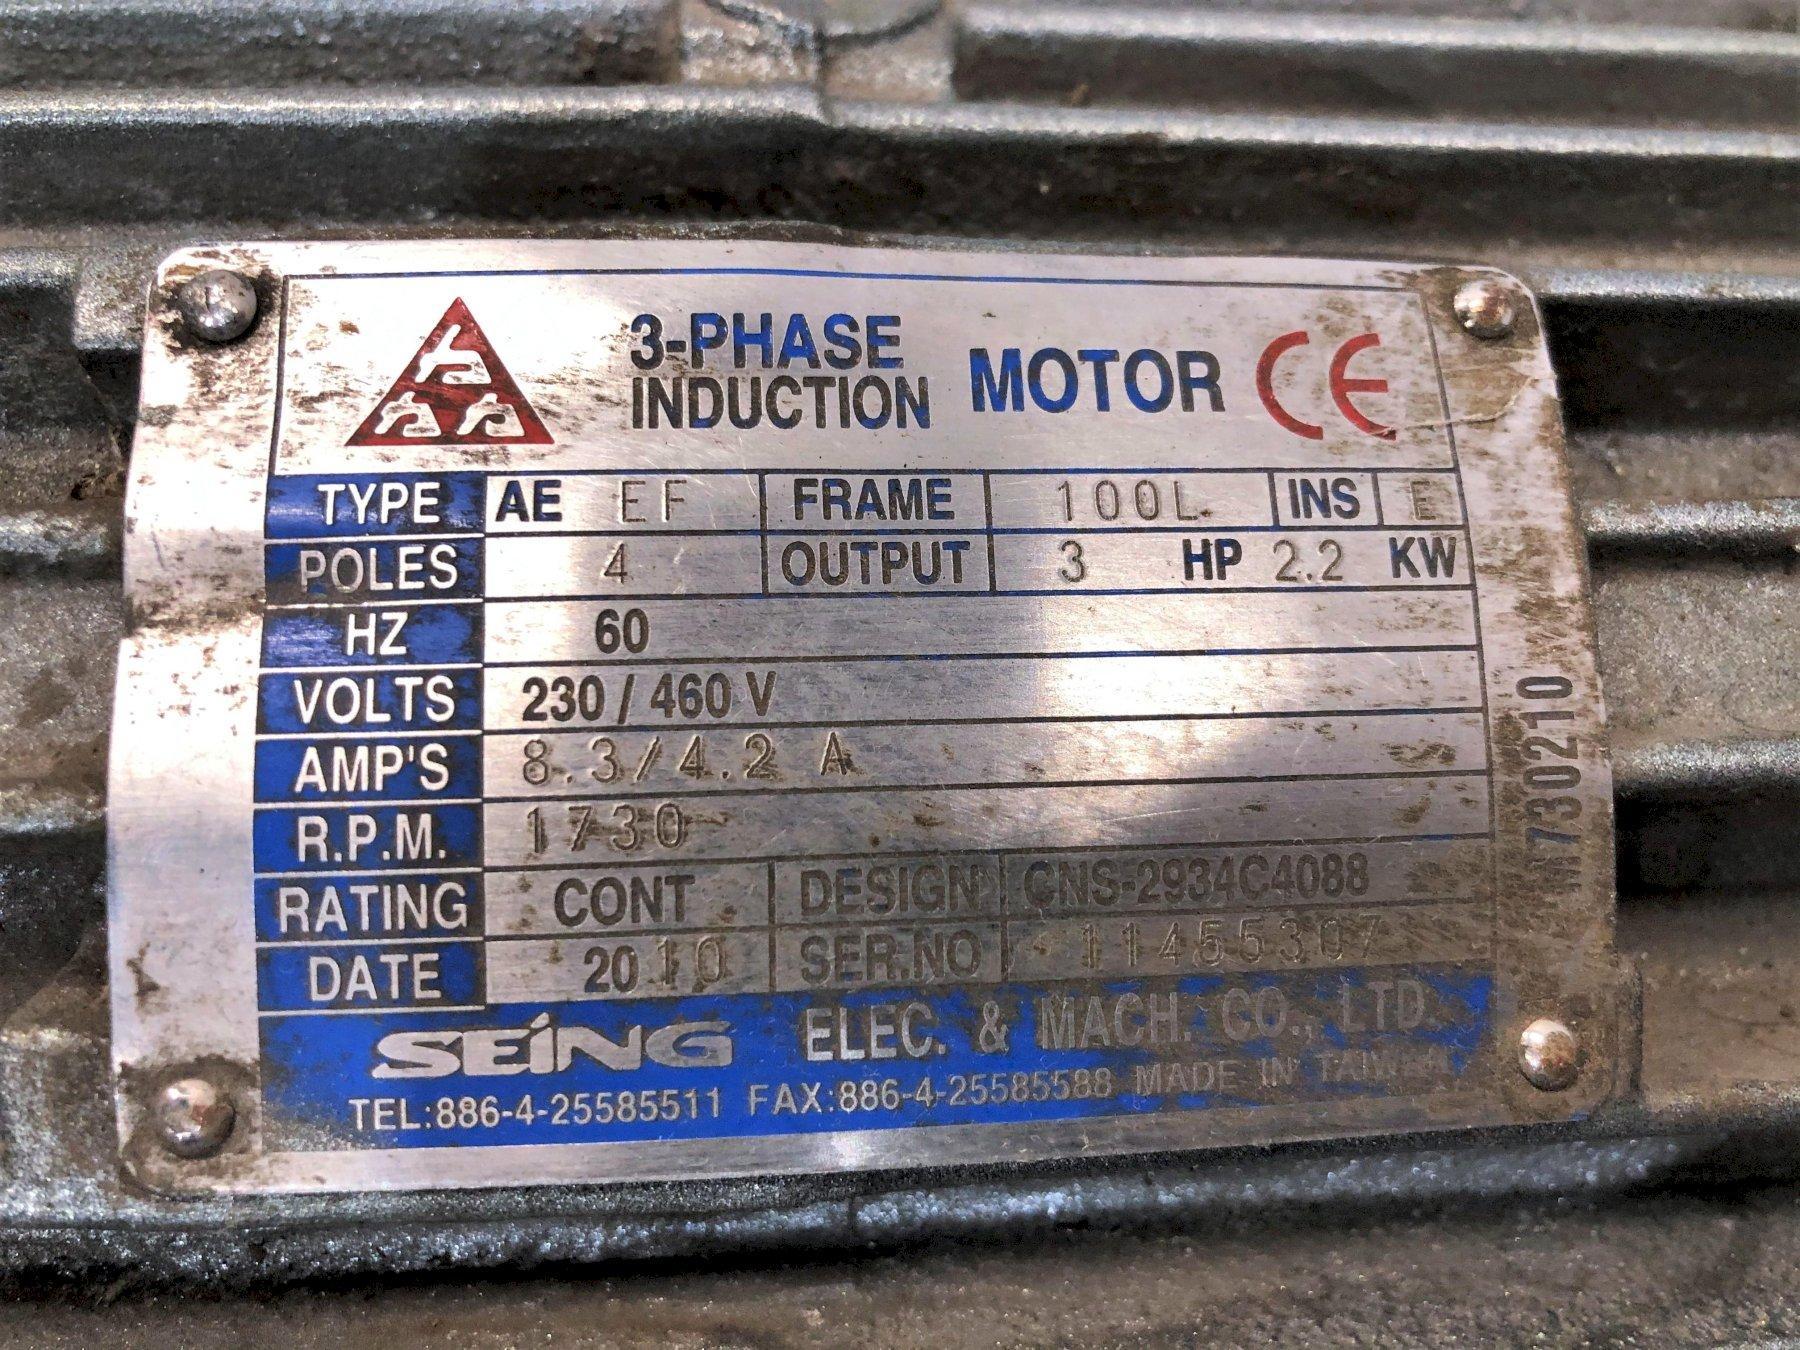 3-PHASE
INDUCTION MOTOR CE
TYPE AE EF FRAME 100L INS E
POLES 4 OUTPUT 3 HP 2.2 KW
HZ 60
VOLTS 230 / 460 V
AMP'S 8.3/4.2 A
R.P.M. 1730
RATING CONT DESIGN CNS-2934C4088
DATE 2010 SER.NO 11455307
SEiNG ELEC. & MACH. CO., LTD.
TEL:886-4-25585511 FAX:886-4-25585588 MADE IN TAIWAN
M730210